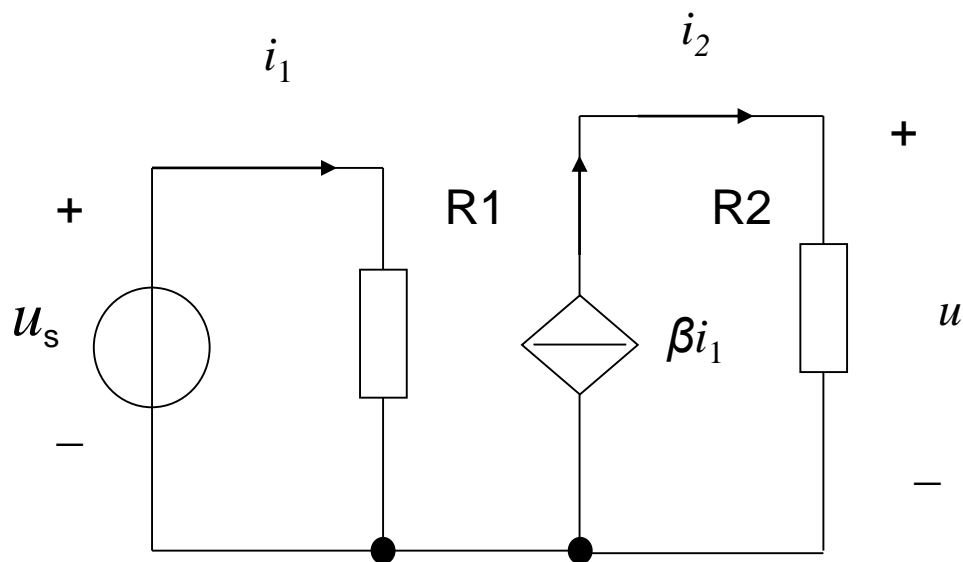 i₁
i₂
+
+
R1
R2
uₛ
βi₁
u
–
–